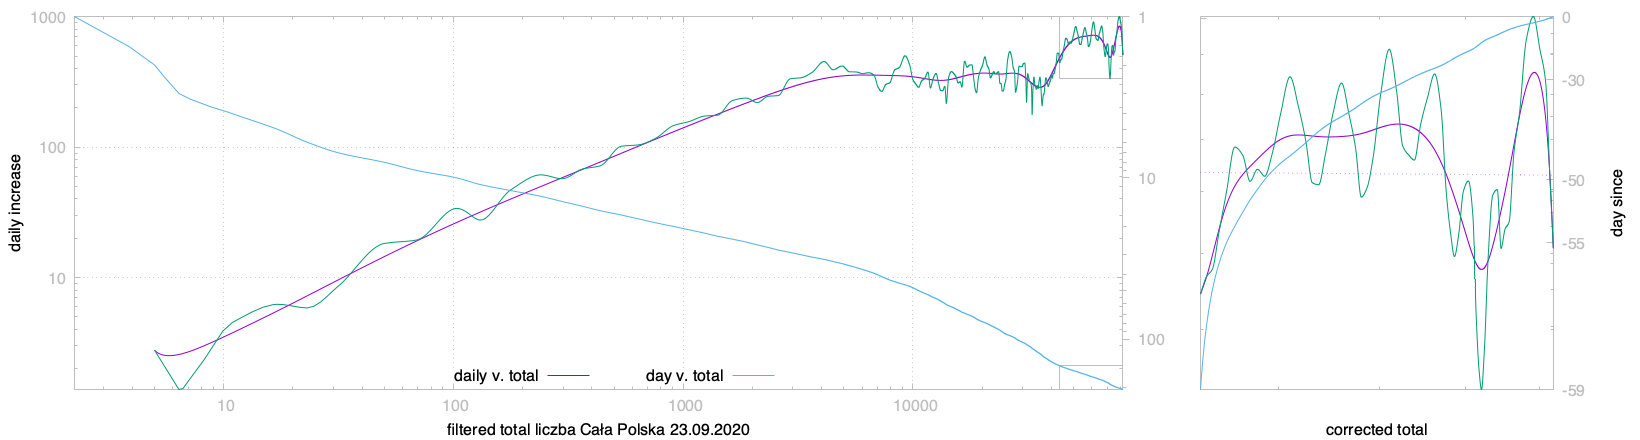 1000
100
10
daily increase
10
100
1000
10000
1
10
100
daily v. total
day v. total
filtered total liczba Cała Polska 23.09.2020
0
-30
-50
-55
-59
day since
corrected total